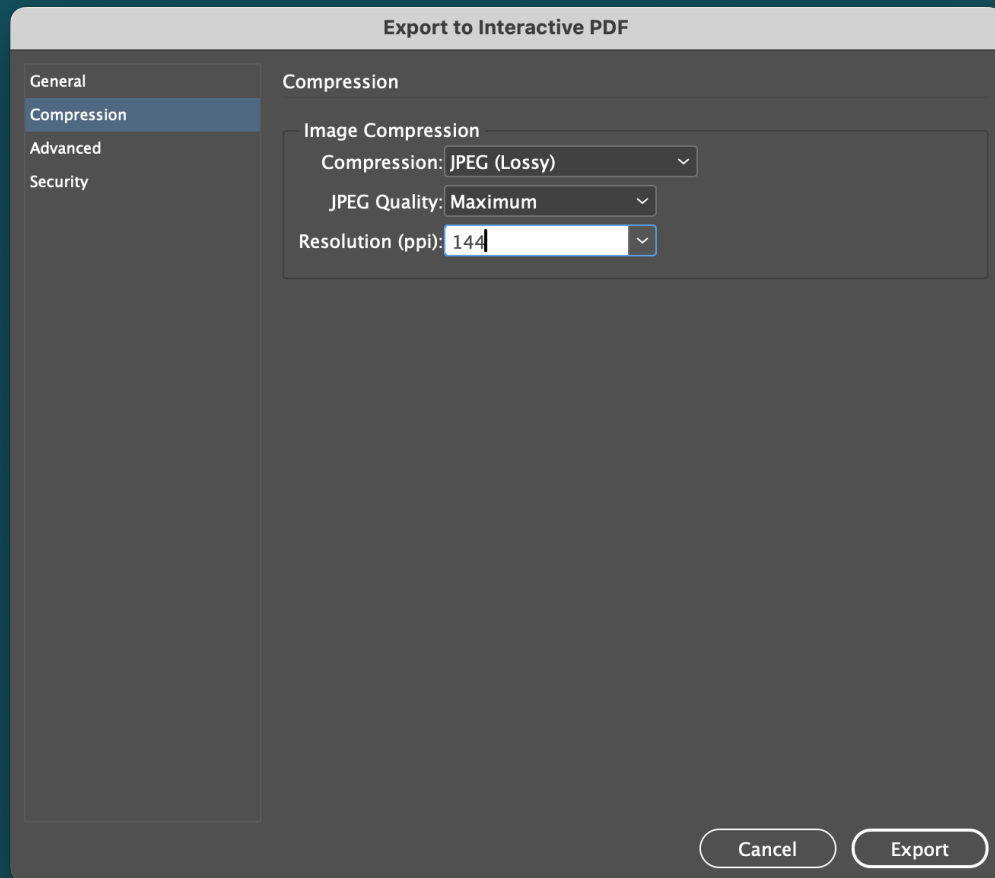 Export to Interactive PDF
General
Compression
Advanced
Security
Compression
Image Compression
Compression: JPEG (Lossy)
JPEG Quality: Maximum
Resolution (ppi): 144
Cancel
Export